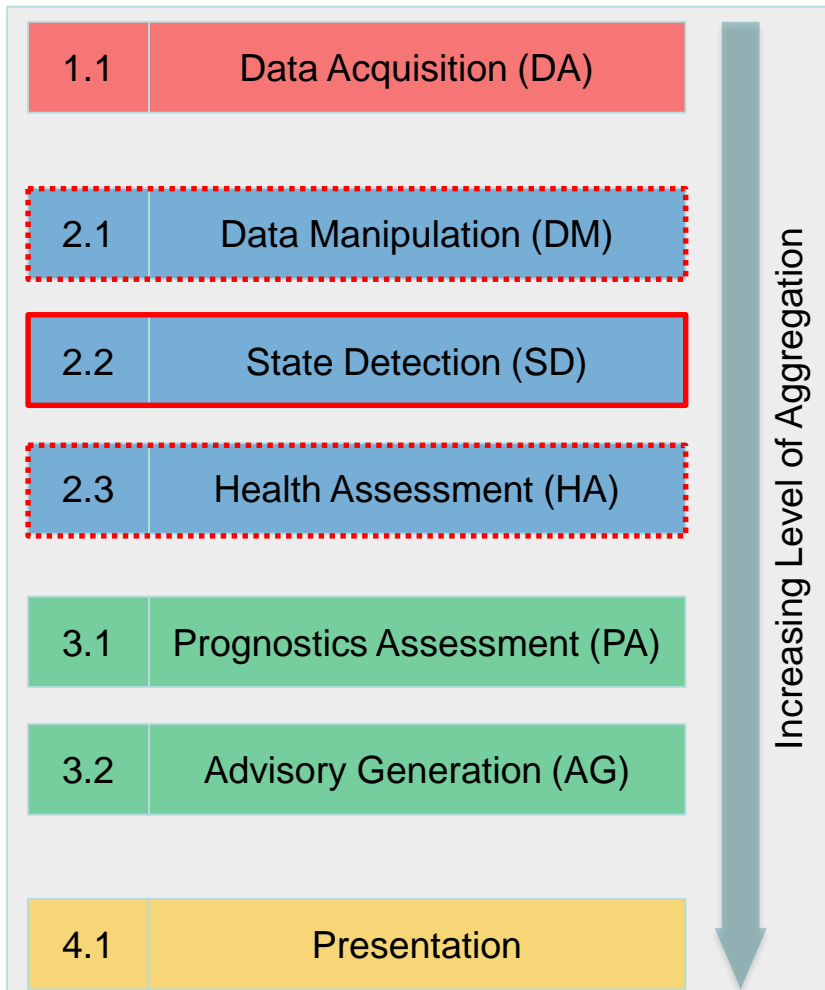 1.1 Data Acquisition (DA)
2.1 Data Manipulation (DM)
2.2 State Detection (SD)
2.3 Health Assessment (HA)
3.1 Prognostics Assessment (PA)
3.2 Advisory Generation (AG)
4.1 Presentation
Increasing Level of Aggregation